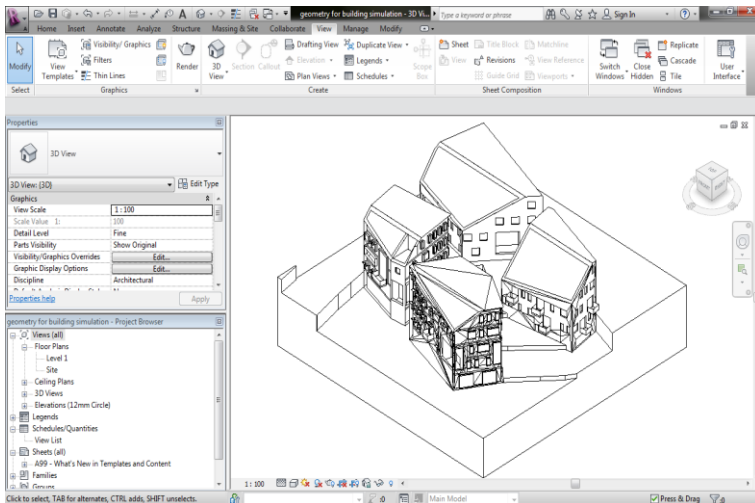 geometry for building simulation - 3D Vi...
Type a keyword or phrase
Sign In
Home Insert Annotate Analyze Structure Massing & Site Collaborate View Manage Modify
Modify
View Templates
Visibility/ Graphics
Filters
Thin Lines
Render
3D View
Section
Callout
Drafting View
Elevation
Plan Views
Duplicate View
Legends
Schedules
Scope Box
Sheet
View
Title Block
Revisions
Guide Grid
Matchline
View Reference
Viewports
Switch Windows
Close Hidden
Replicate
Cascade
Tile
User Interface
Select Graphics Create Sheet Composition Windows
Properties
3D View
3D View: {3D} Edit Type
Graphics
View Scale 1 : 100
Scale Value 1: 100
Detail Level Fine
Parts Visibility Show Original
Visibility/Graphics Overrides Edit...
Graphic Display Options Edit...
Discipline Architectural
Properties help Apply
geometry for building simulation - Project Browser
Views (all)
Floor Plans
Level 1
Site
Ceiling Plans
3D Views
Elevations (12mm Circle)
Legends
Schedules/Quantities
View List
Sheets (all)
A99 - What's New in Templates and Content
Families
Groups
1 : 100
Click to select, TAB for alternates, CTRL adds, SHIFT unselects.
:0
Main Model
Press & Drag
:0